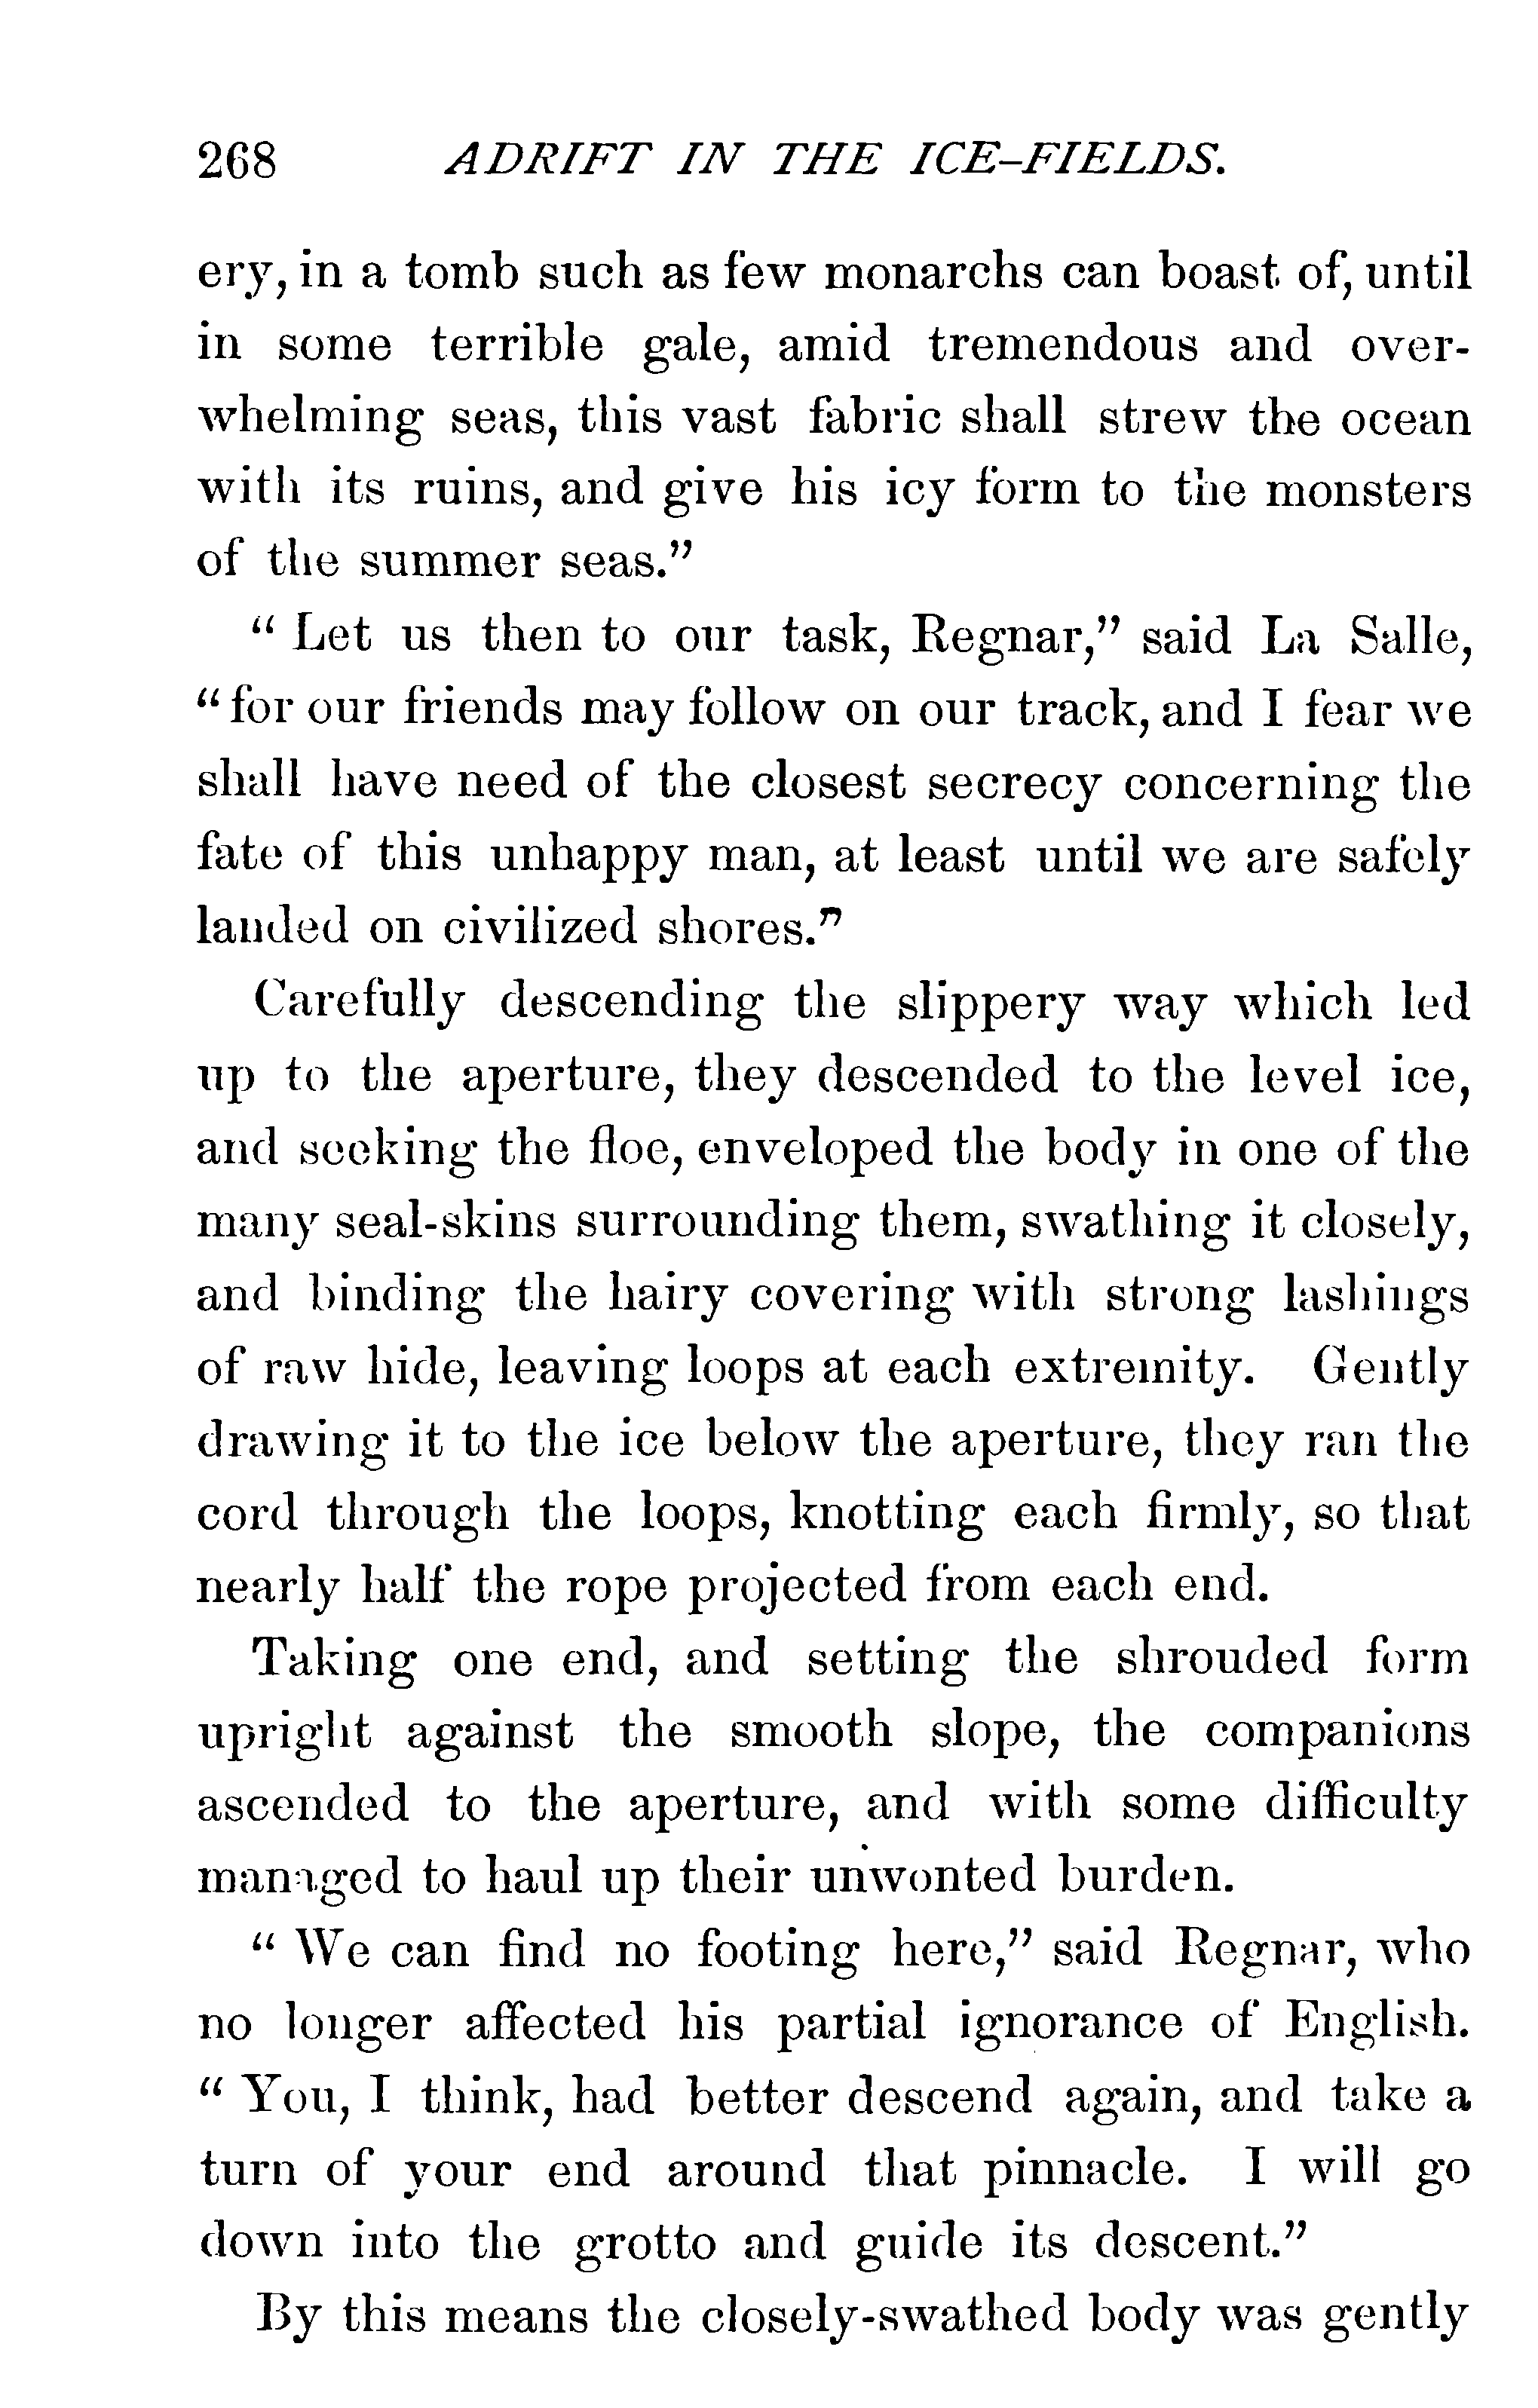 268 ADRIFT IN THE ICE-FIELDS.
ery, in a tomb such as few monarchs can boast of, until
in some terrible gale, amid tremendous and over-
whelming seas, this vast fabric shall strew the ocean
with its ruins, and give his icy form to the monsters
of the summer seas.”
“ Let us then to our task, Regnar,” said La Salle,
“ for our friends may follow on our track, and I fear we
shall have need of the closest secrecy concerning the
fate of this unhappy man, at least until we are safely
landed on civilized shores.”
Carefully descending the slippery way which led
up to the aperture, they descended to the level ice,
and seeking the floe, enveloped the body in one of the
many seal-skins surrounding them, swathing it closely,
and binding the hairy covering with strong lashings
of raw hide, leaving loops at each extremity. Gently
drawing it to the ice below the aperture, they ran the
cord through the loops, knotting each firmly, so that
nearly half the rope projected from each end.
Taking one end, and setting the shrouded form
upright against the smooth slope, the companions
ascended to the aperture, and with some difficulty
managed to haul up their unwonted burden.
“ We can find no footing here,” said Regnar, who
no longer affected his partial ignorance of English.
“ You, I think, had better descend again, and take a
turn of your end around that pinnacle. I will go
down into the grotto and guide its descent.”
By this means the closely-swathed body was gently